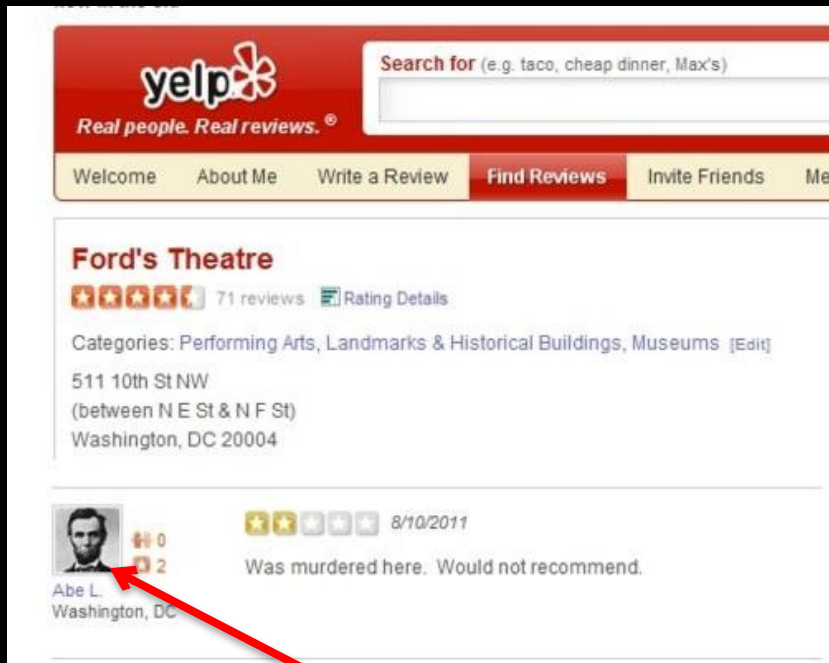 yelp
Real people. Real reviews. ®
Search for (e.g. taco, cheap dinner, Max's)
Welcome About Me Write a Review Find Reviews Invite Friends Me
Ford's Theatre
71 reviews Rating Details
Categories: Performing Arts, Landmarks & Historical Buildings, Museums [Edit]
511 10th St NW
(between N E St & N F St)
Washington, DC 20004
0
2
8/10/2011
Was murdered here. Would not recommend.
Abe L.
Washington, DC